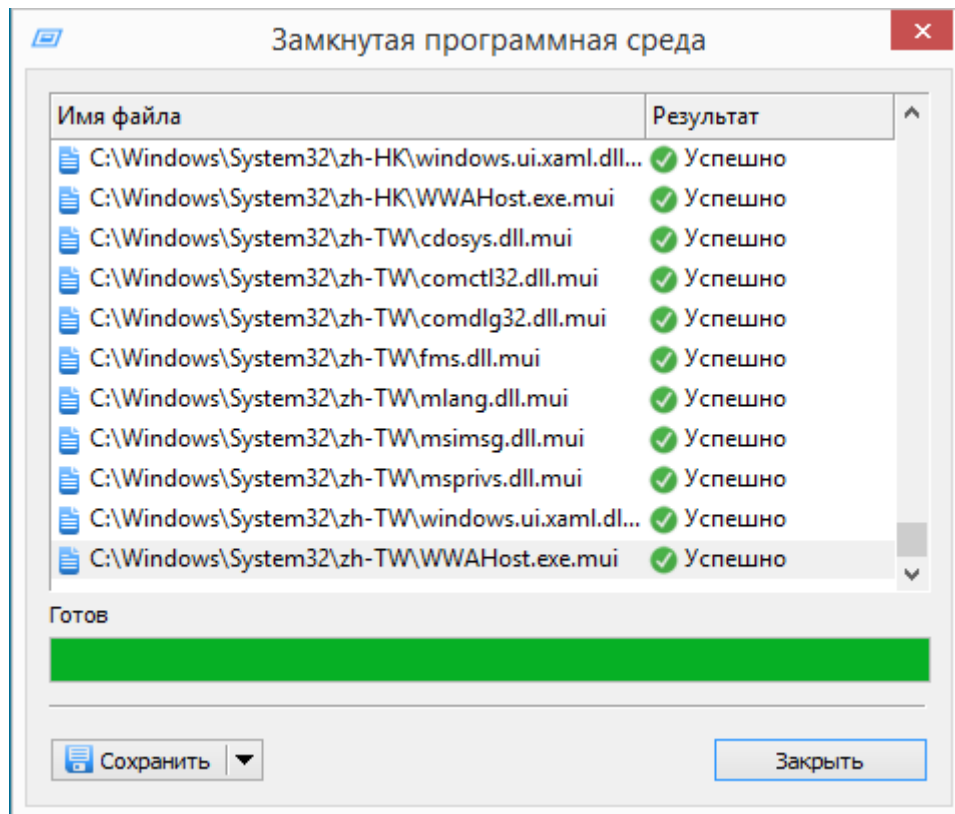 Замкнутая программная среда
Имя файла Результат
C:\Windows\System32\zh-HK\windows.ui.xaml.dll... Успешно
C:\Windows\System32\zh-HK\WWAHost.exe.mui Успешно
C:\Windows\System32\zh-TW\cdosys.dll.mui Успешно
C:\Windows\System32\zh-TW\comctl32.dll.mui Успешно
C:\Windows\System32\zh-TW\comdlg32.dll.mui Успешно
C:\Windows\System32\zh-TW\fms.dll.mui Успешно
C:\Windows\System32\zh-TW\mlang.dll.mui Успешно
C:\Windows\System32\zh-TW\msimsg.dll.mui Успешно
C:\Windows\System32\zh-TW\msprivs.dll.mui Успешно
C:\Windows\System32\zh-TW\windows.ui.xaml.dl... Успешно
C:\Windows\System32\zh-TW\WWAHost.exe.mui Успешно
Готов
Сохранить Закрыть